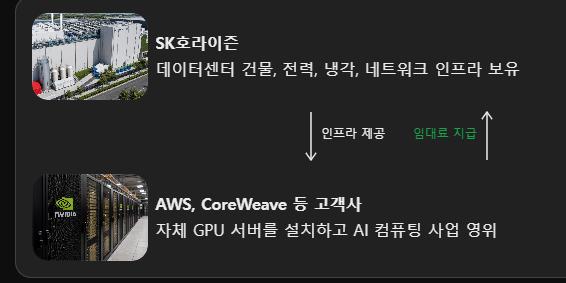 SK호라이즌
데이터센터 건물, 전력, 냉각, 네트워크 인프라 보유
인프라 제공
임대료 지급
NVIDIA
AWS, CoreWeave 등 고객사
자체 GPU 서버를 설치하고 AI 컴퓨팅 사업 영위